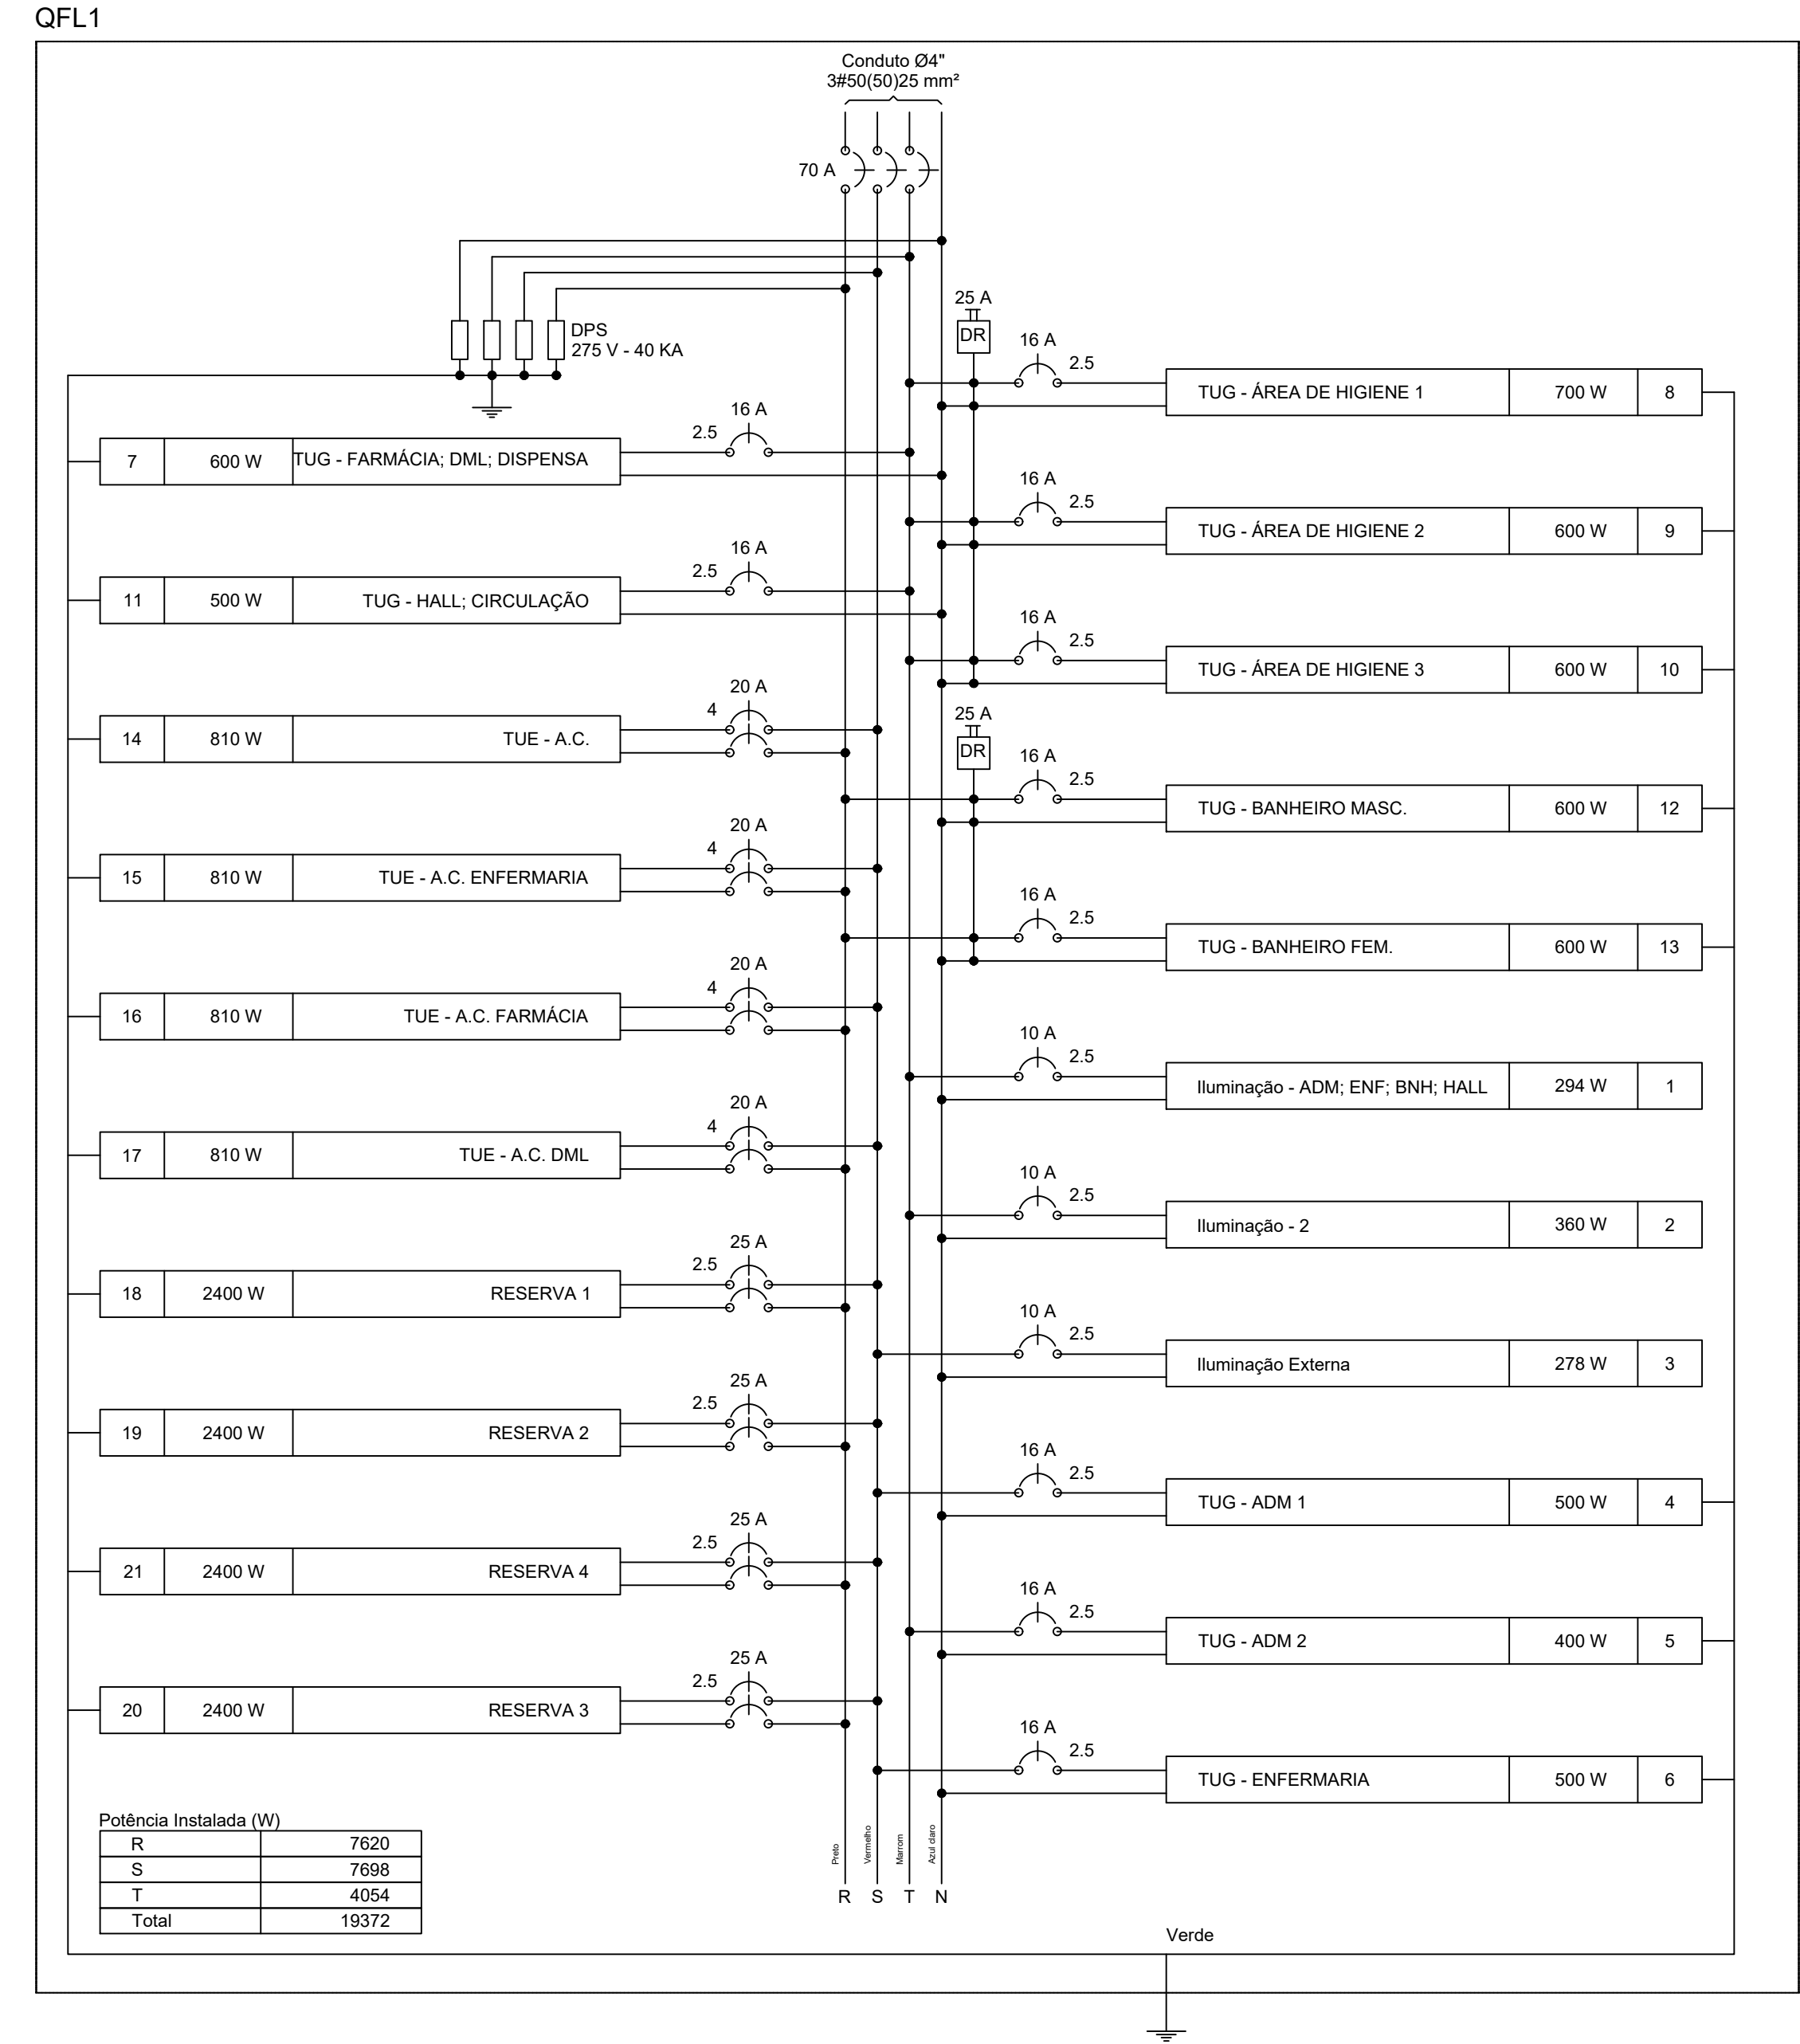 QFL1
Conduto Ø4"
3#50(50)25 mm²
70 A
DPS
275 V - 40 KA
25 A
DR
16 A
2.5
TUG - ÁREA DE HIGIENE 1 700 W 8
16 A
2.5
7 600 W TUG - FARMÁCIA; DML; DISPENSA
16 A
2.5
TUG - ÁREA DE HIGIENE 2 600 W 9
16 A
2.5
11 500 W TUG - HALL; CIRCULAÇÃO
16 A
2.5
TUG - ÁREA DE HIGIENE 3 600 W 10
20 A
4
14 810 W TUE - A.C.
25 A
DR
16 A
2.5
TUG - BANHEIRO MASC. 600 W 12
20 A
4
15 810 W TUE - A.C. ENFERMARIA
16 A
2.5
TUG - BANHEIRO FEM. 600 W 13
20 A
4
16 810 W TUE - A.C. FARMÁCIA
10 A
2.5
Iluminação - ADM; ENF; BNH; HALL 294 W 1
20 A
4
17 810 W TUE - A.C. DML
10 A
2.5
Iluminação - 2 360 W 2
25 A
2.5
18 2400 W RESERVA 1
10 A
2.5
Iluminação Externa 278 W 3
25 A
2.5
19 2400 W RESERVA 2
16 A
2.5
TUG - ADM 1 500 W 4
25 A
2.5
21 2400 W RESERVA 4
16 A
2.5
TUG - ADM 2 400 W 5
25 A
2.5
20 2400 W RESERVA 3
16 A
2.5
TUG - ENFERMARIA 500 W 6
Potência Instalada (W)
R 7620
S 7698
T 4054
Total 19372
Preto
Vermelho
Marrom
Azul claro
R S T N
Verde